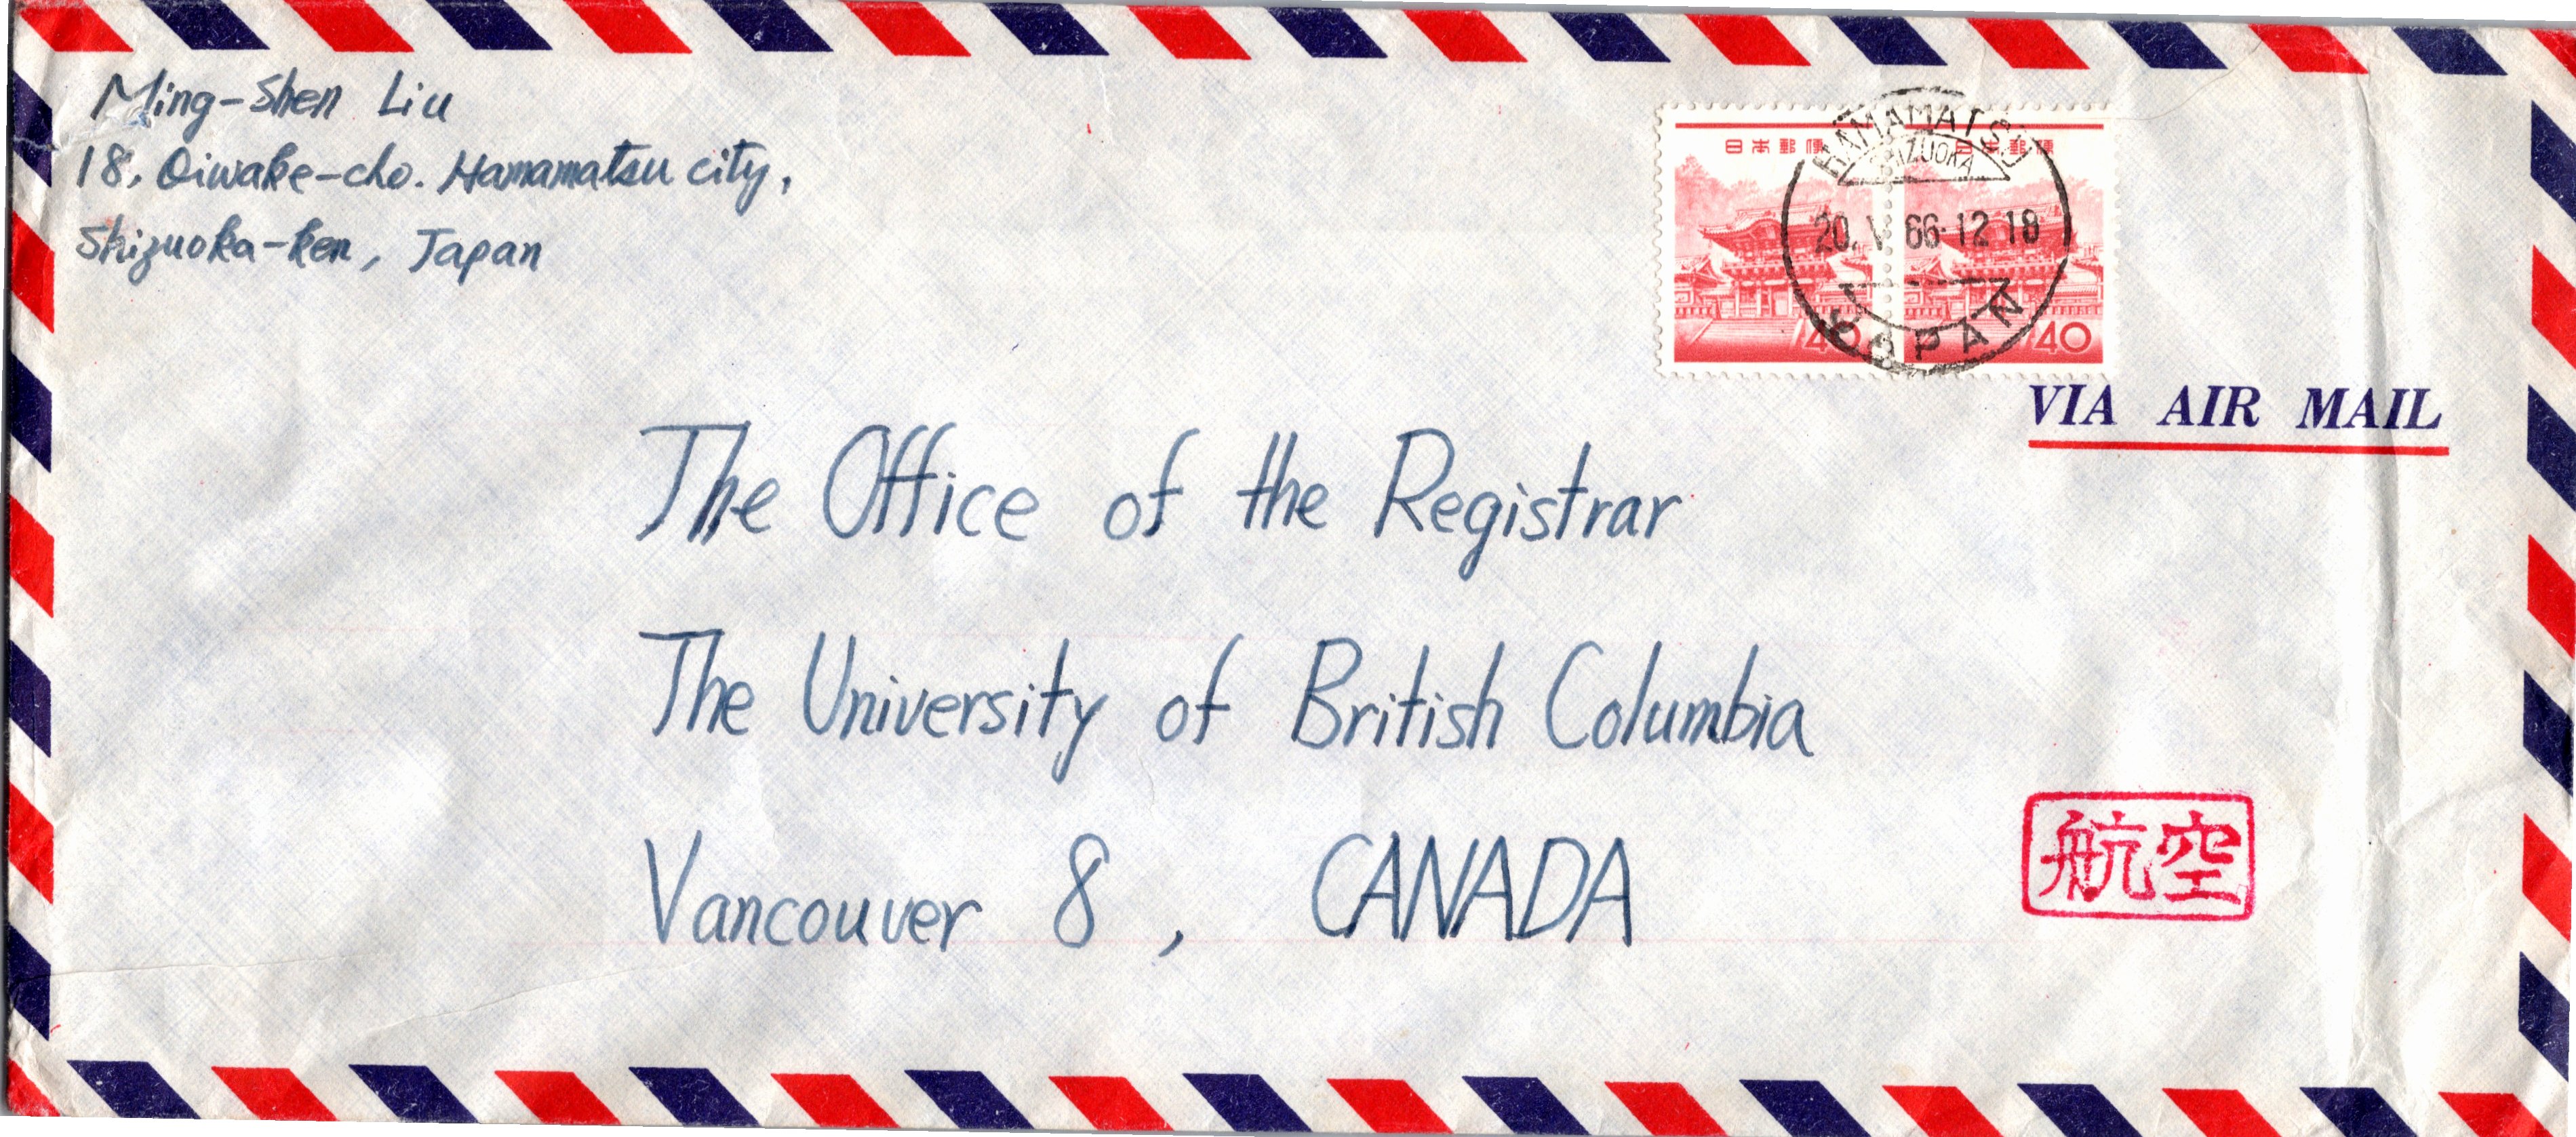 Ming-Shen Liu
18, Oiwake-cho. Hamamatsu city,
Shizuoka-ken, Japan
日本郵便
日本郵便
40
40
HAMAMATSU
SHIZUOKA
20. V 66.12-18
JAPAN
VIA AIR MAIL
The Office of the Registrar
The University of British Columbia
Vancouver 8, CANADA
航空